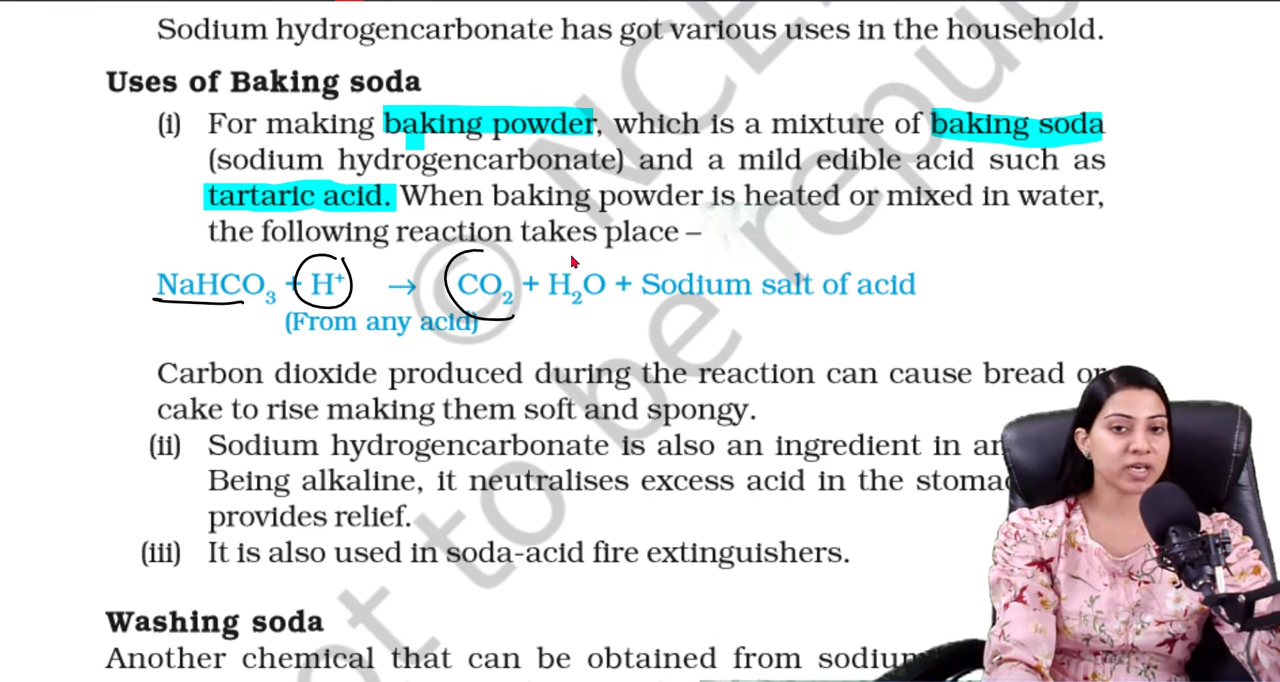 Sodium hydrogencarbonate has got various uses in the household.
Uses of Baking soda
(i) For making baking powder, which is a mixture of baking soda
(sodium hydrogencarbonate) and a mild edible acid such as
tartaric acid. When baking powder is heated or mixed in water,
the following reaction takes place –
NaHCO₃ + H⁺ → CO₂ + H₂O + Sodium salt of acid
(From any acid)
Carbon dioxide produced during the reaction can cause bread or
cake to rise making them soft and spongy.
(ii) Sodium hydrogencarbonate is also an ingredient in
Being alkaline, it neutralises excess acid in the
provides relief.
(iii) It is also used in soda-acid fire extinguishers.
Washing soda
Another chemical that can be obtained from
© NCE
to be repu